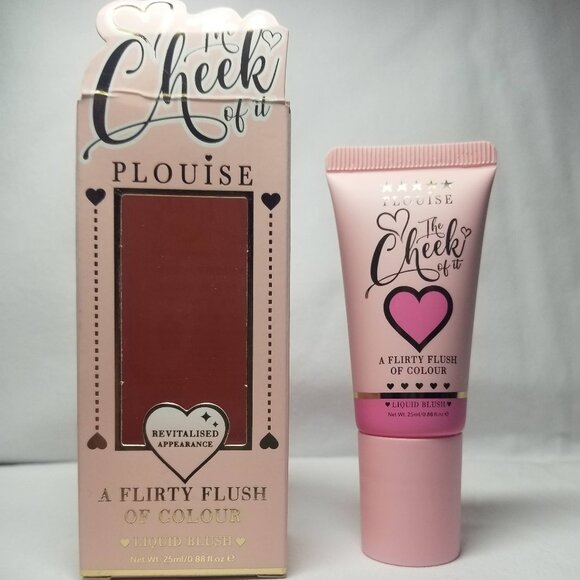 The
Cheek
of it
PLOUiSE
REVITALISED
APPEARANCE
A FLIRTY FLUSH
OF COLOUR
LIQUID BLUSH
Net Wt. 25ml/0.88 fl.oz ℮
PLOUISE
The
Cheek
of it
A FLIRTY FLUSH
OF COLOUR
LIQUID BLUSH
Net Wt. 25ml/0.88 fl.oz ℮